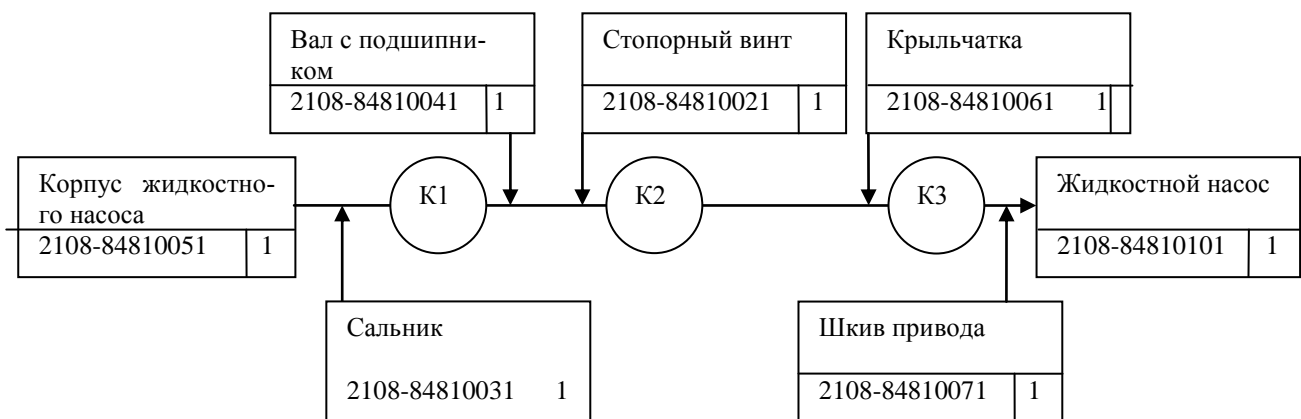 Вал с подшипни-
ком
2108-84810041 1
Стопорный винт
2108-84810021 1
Крыльчатка
2108-84810061 1
Корпус жидкостно-
го насоса
2108-84810051 1
К1
К2
К3
Жидкостной насос
2108-84810101 1
Сальник
2108-84810031 1
Шкив привода
2108-84810071 1